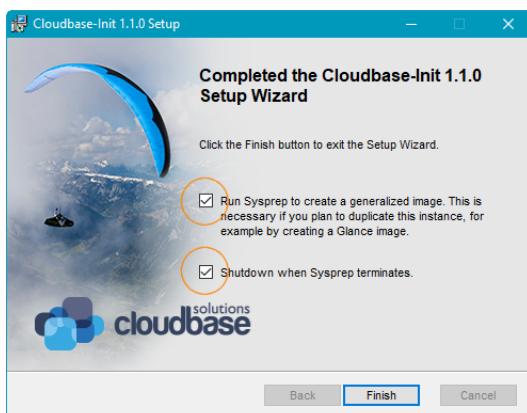 Cloudbase-Init 1.1.0 Setup
Completed the Cloudbase-Init 1.1.0
Setup Wizard
Click the Finish button to exit the Setup Wizard.
Run Sysprep to create a generalized image. This is
necessary if you plan to duplicate this instance, for
example by creating a Glance image.
Shutdown when Sysprep terminates.
solutions
cloudbase
Back Finish Cancel